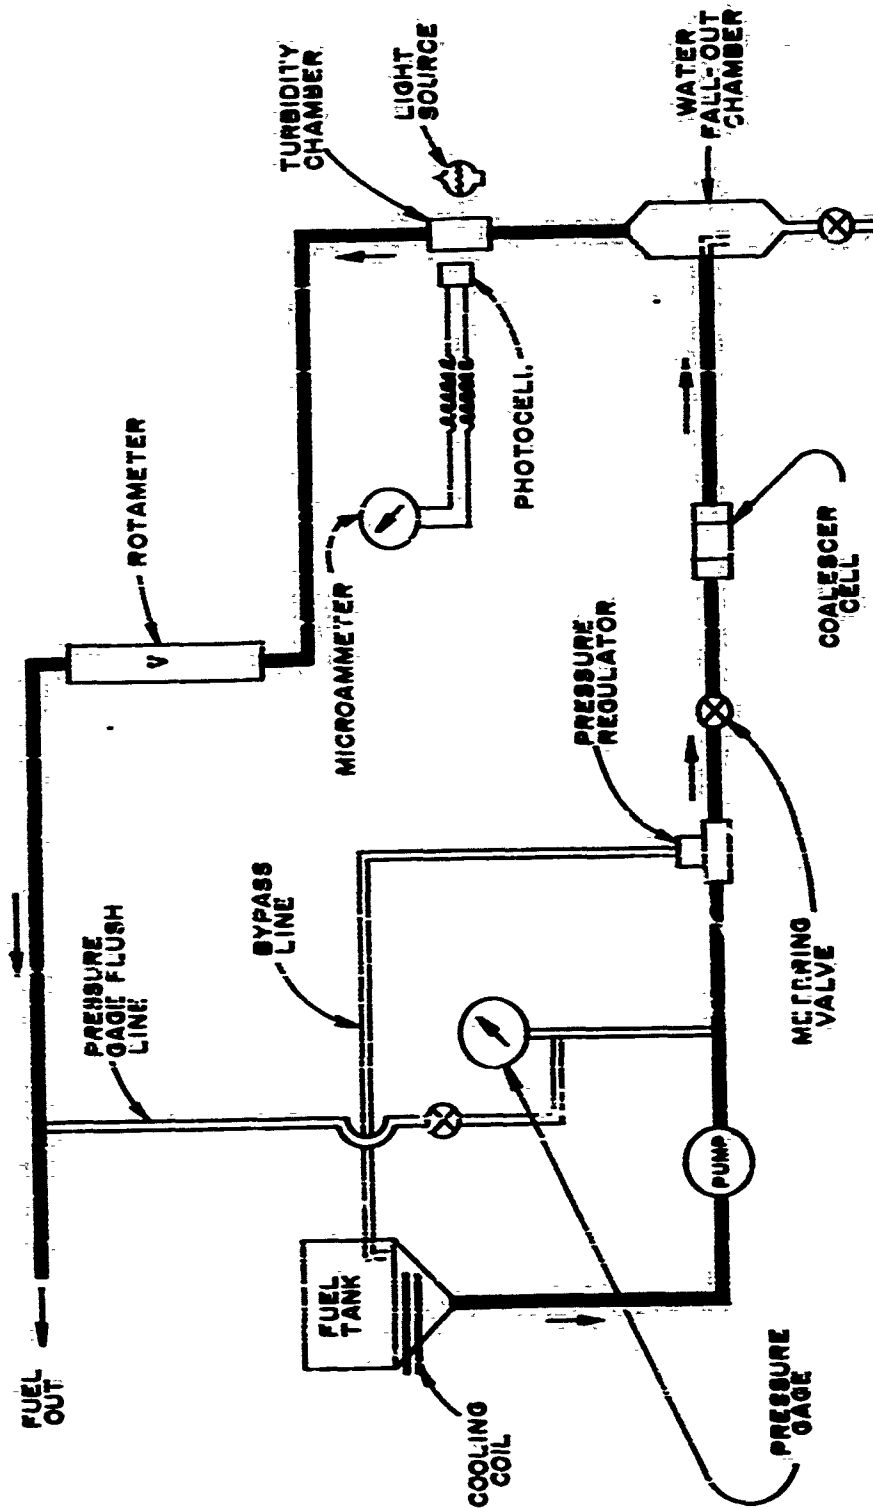 FUEL
OUT
PRESSURE
GAGE FLUSH
LINE
ROTAMETER
TURBIDITY
CHAMBER
LIGHT
SOURCE
BYPASS
LINE
FUEL
TANK
MICROAMMETER
PHOTOCELL
V
COOLING
COIL
PRESSURE
REGULATOR
WATER
FALL-OUT
CHAMBER
PUMP
PRESSURE
GAGE
METERING
VALVE
COALESCER
CELL